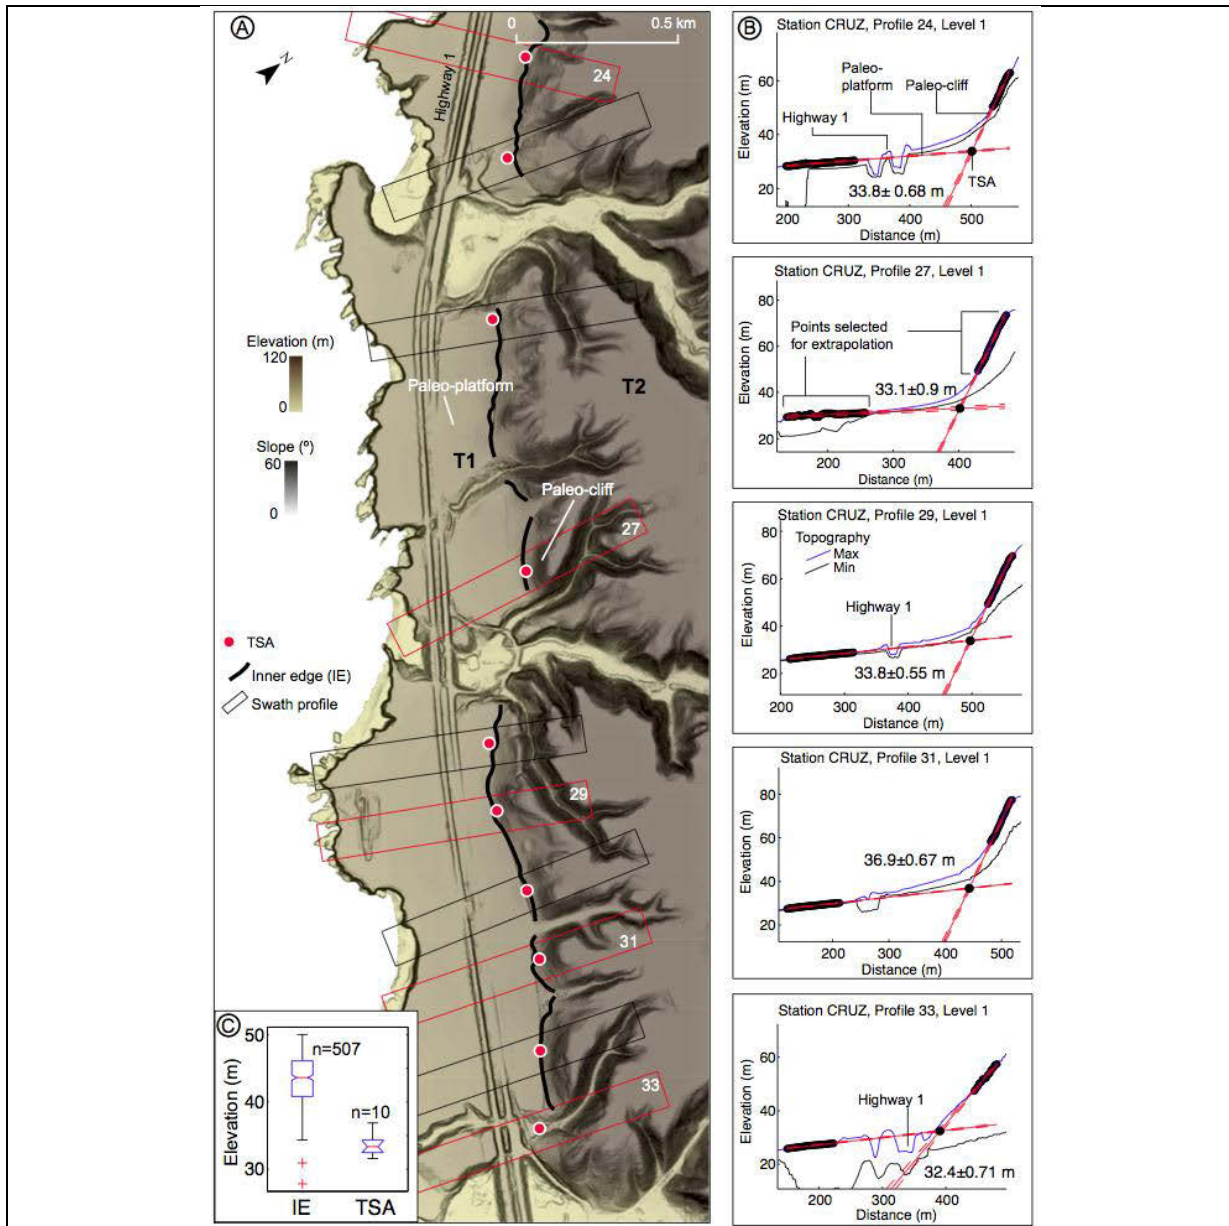 A
N
0 0.5 km
Highway 1
24
Elevation (m)
120
0
Slope (º)
60
0
Paleo-platform
T2
T1
Paleo-cliff
27
TSA
Inner edge (IE)
Swath profile
29
31
33
C
50
40
30
Elevation (m)
n=507
n=10
IE TSA
B
Station CRUZ, Profile 24, Level 1
Paleo-
platform
Paleo-cliff
Highway 1
TSA
33.8± 0.68 m
60
40
20
Elevation (m)
200 300 400 500
Distance (m)
Station CRUZ, Profile 27, Level 1
Points selected
for extrapolation
33.1±0.9 m
80
60
40
20
Elevation (m)
200 400
Distance (m)
Station CRUZ, Profile 29, Level 1
Topography
Max
Min
Highway 1
33.8±0.55 m
80
60
40
20
Elevation (m)
200 300 400 500
Distance (m)
Station CRUZ, Profile 31, Level 1
36.9±0.67 m
80
60
40
20
Elevation (m)
200 300 400 500
Distance (m)
Station CRUZ, Profile 33, Level 1
Highway 1
32.4±0.71 m
60
40
20
Elevation (m)
200 300 400 500
Distance (m)